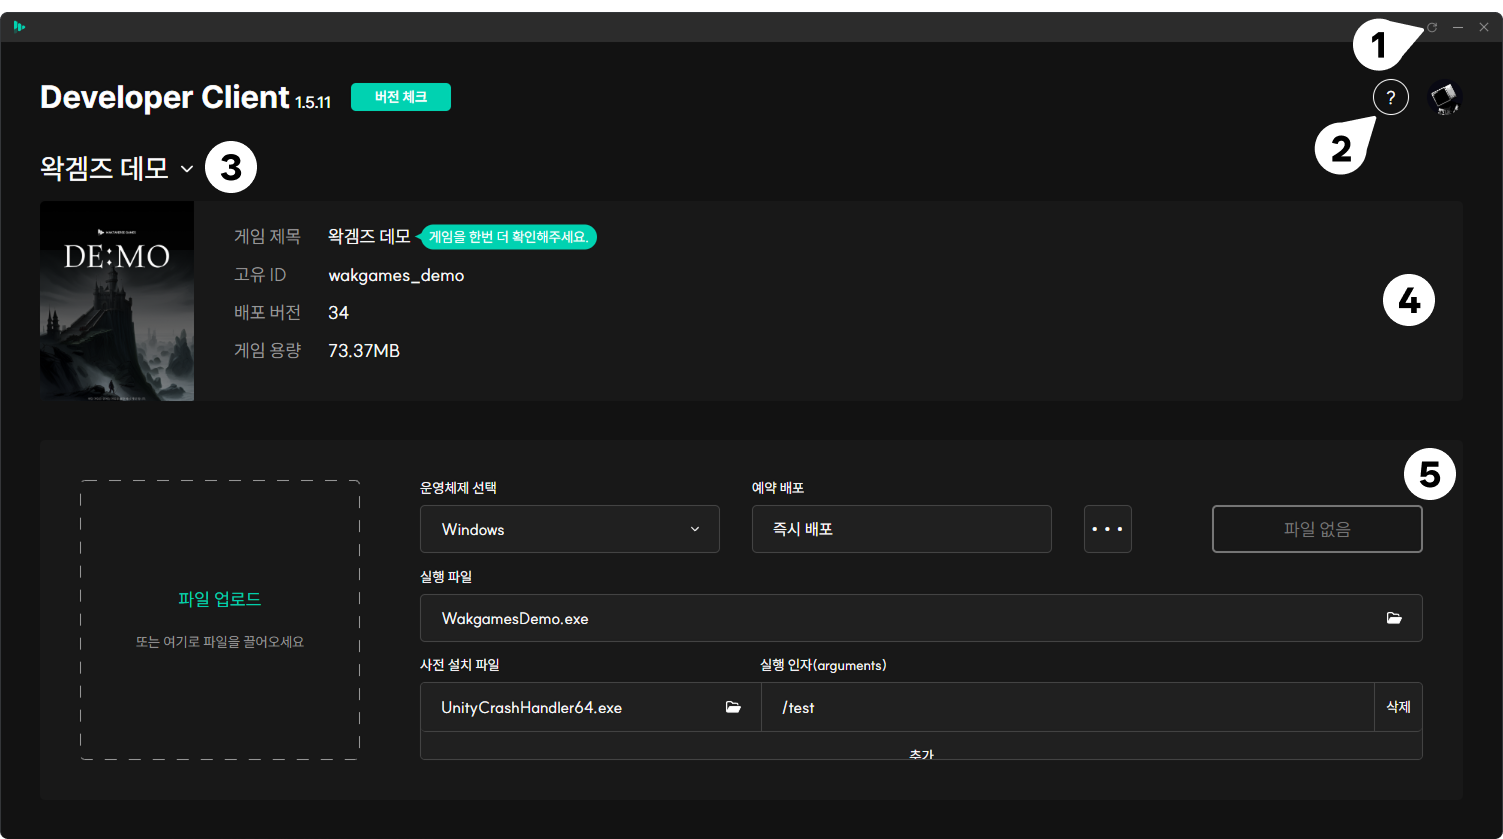 1
Developer Client 1.5.11 버전 체크
?
2
왁겜즈 데모 3
DE:MO
게임 제목 왁겜즈 데모 게임을 한번 더 확인해주세요.
고유 ID wakgames_demo
4
배포 버전 34
게임 용량 73.37MB
5
운영체제 선택 예약 배포
Windows 즉시 배포 ••• 파일 없음
실행 파일
파일 업로드
WakgamesDemo.exe
또는 여기로 파일을 끌어오세요
사전 설치 파일 실행 인자(arguments)
UnityCrashHandler64.exe /test 삭제
추가